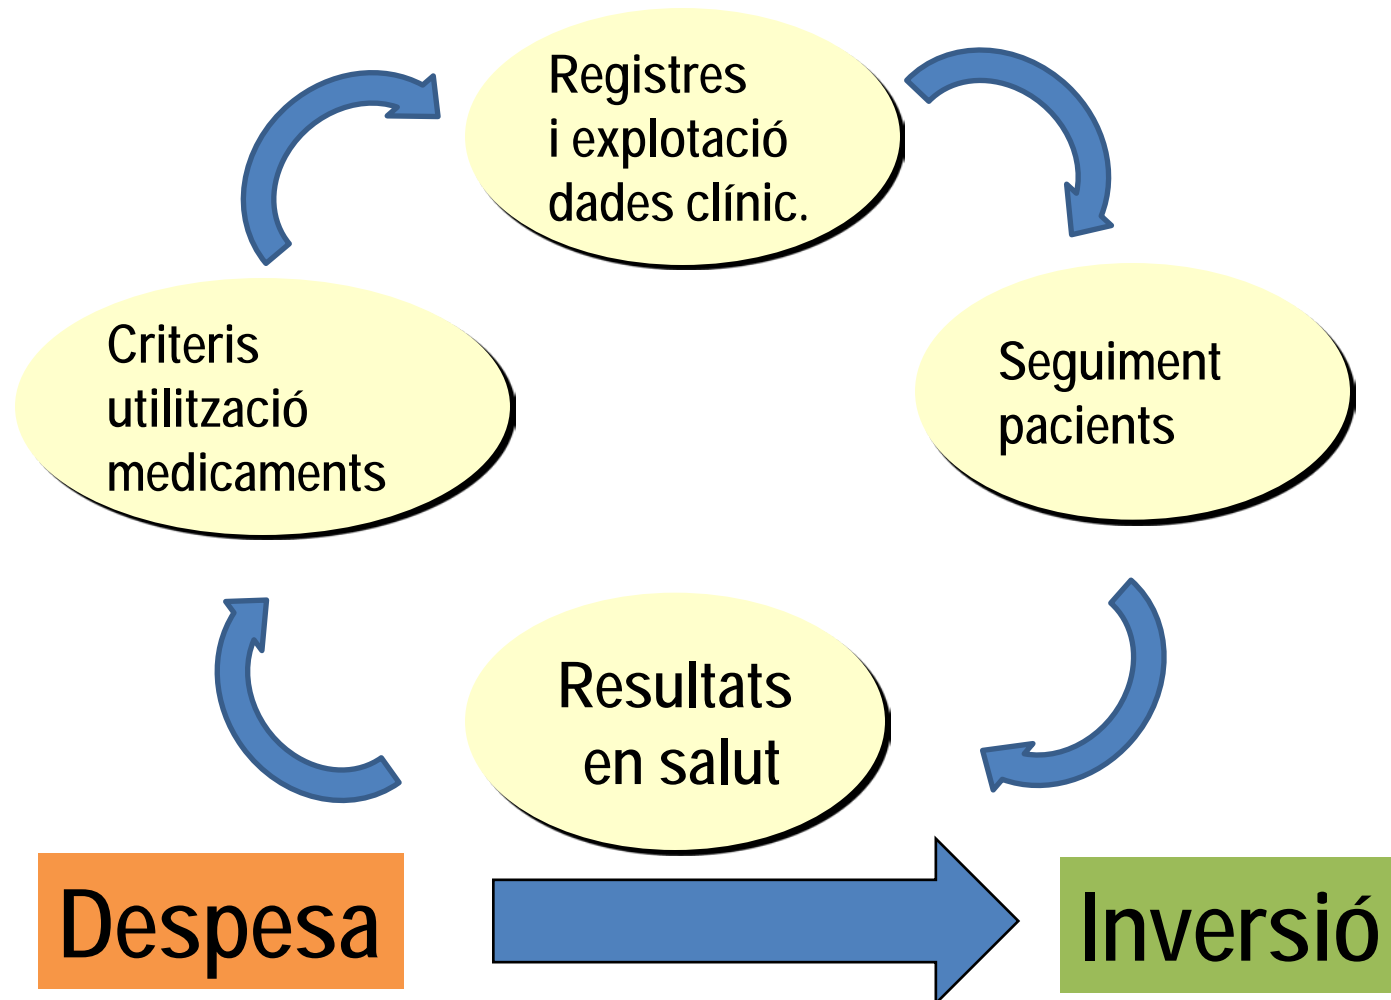 Registres
i explotació
dades clínic.
Criteris
utilització
medicaments
Seguiment
pacients
Resultats
en salut
Despesa
Inversió